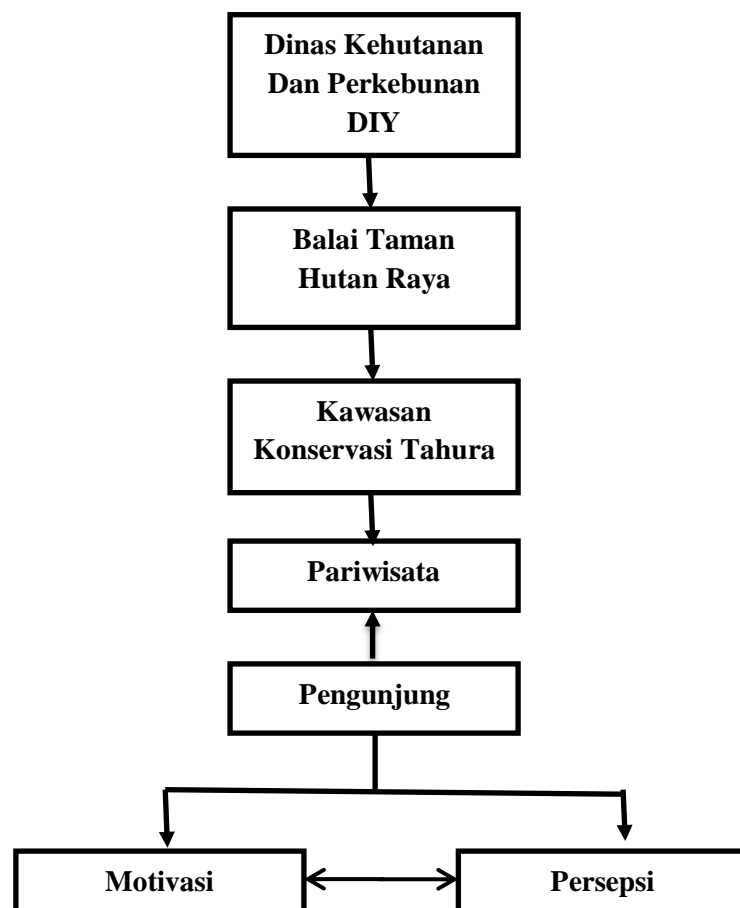 Dinas Kehutanan
Dan Perkebunan
DIY
Balai Taman
Hutan Raya
Kawasan
Konservasi Tahura
Pariwisata
Pengunjung
Motivasi
Persepsi